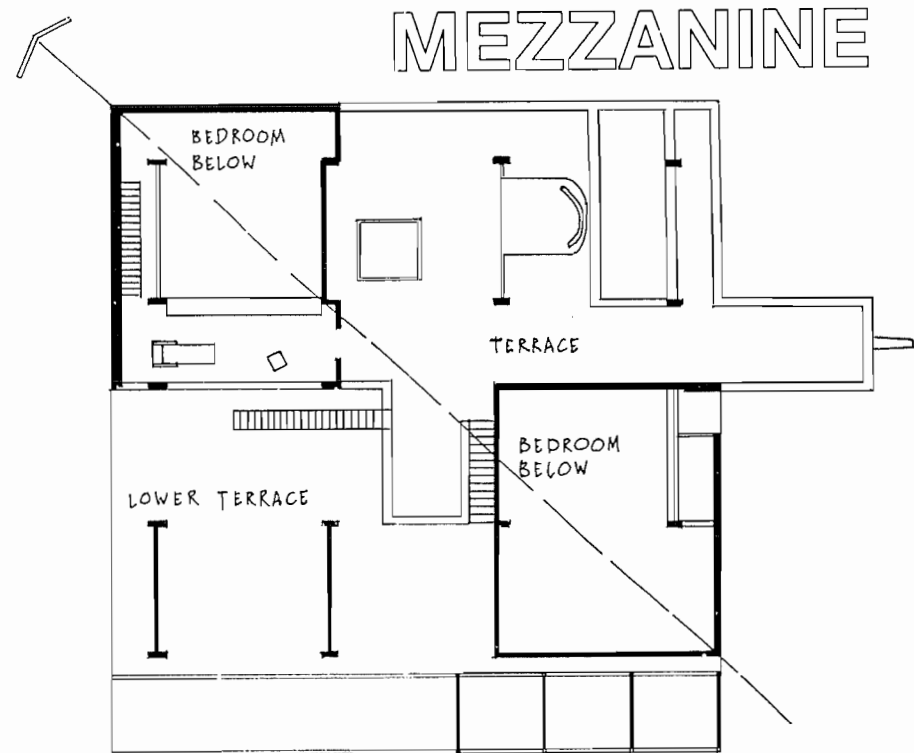 MEZZANINE
BEDROOM
BELOW
TERRACE
BEDROOM
BELOW
LOWER TERRACE